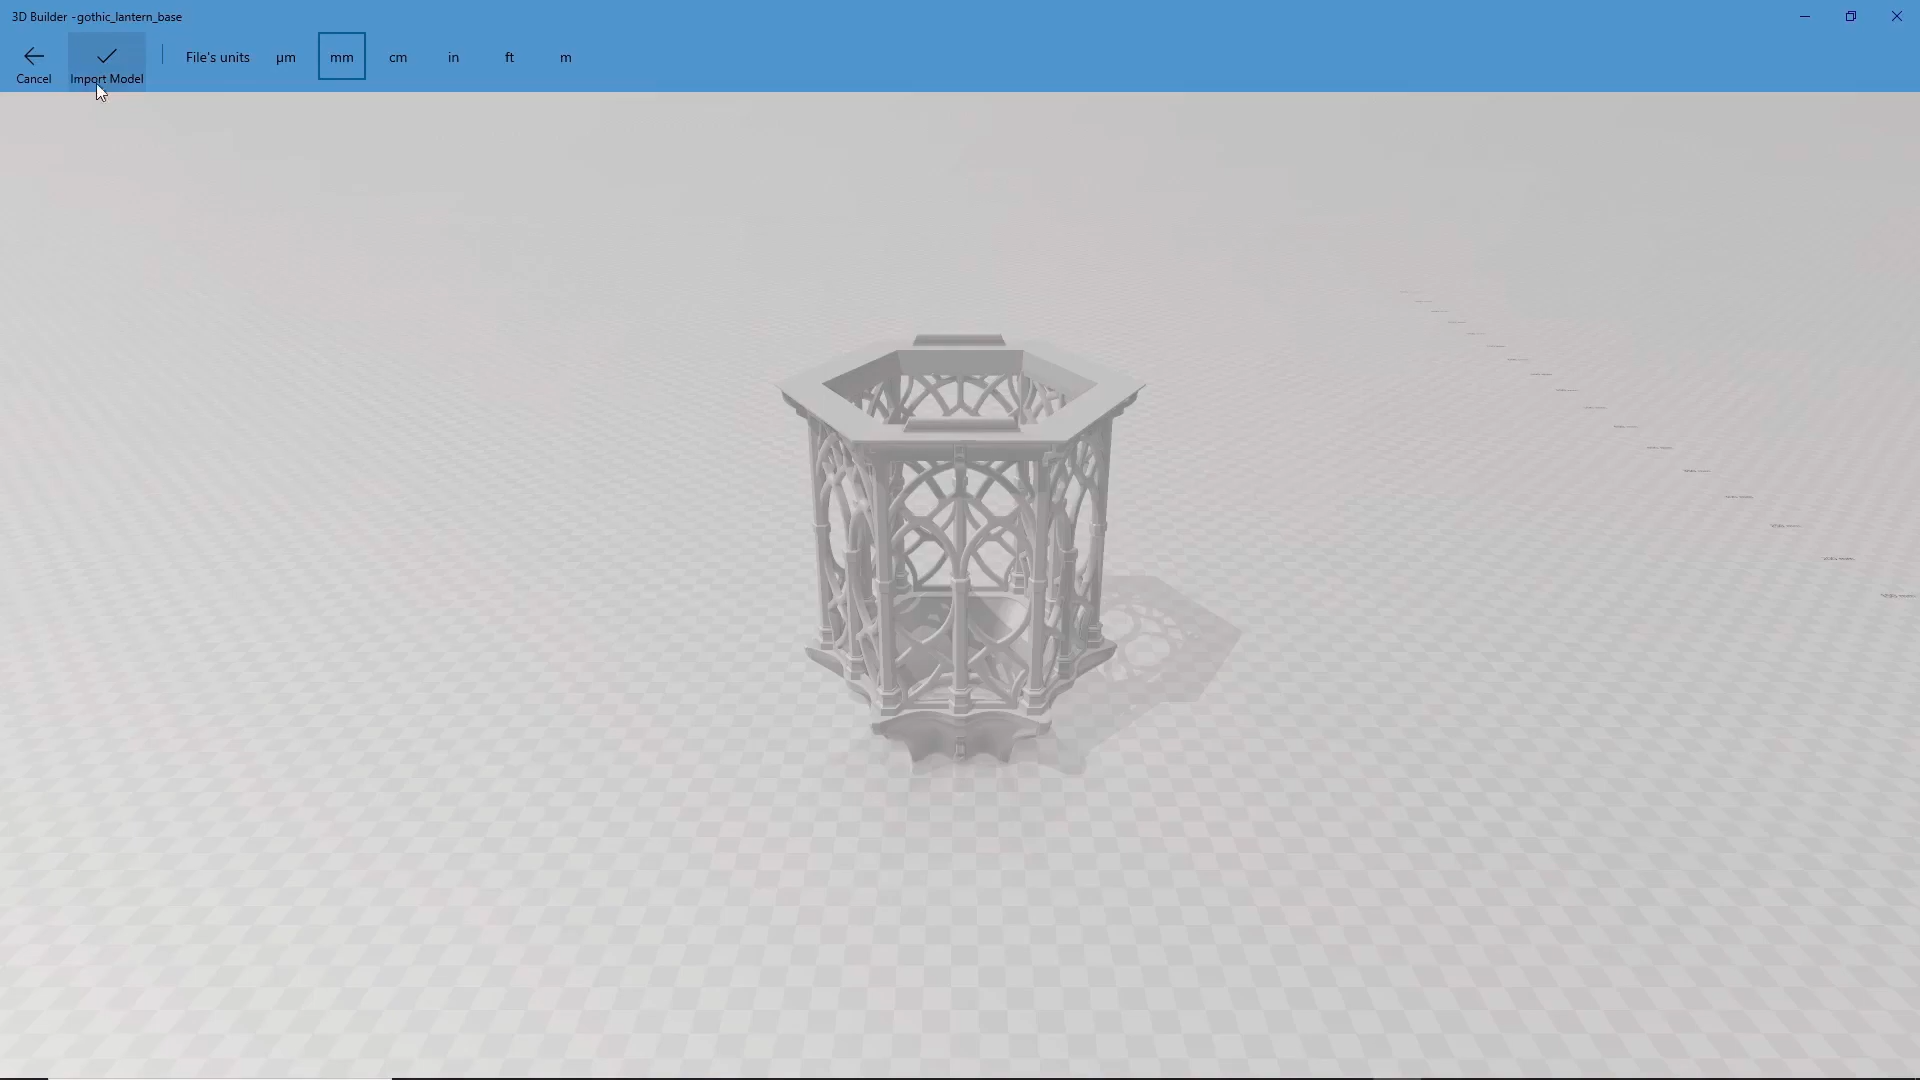 3D Builder -gothic_lantern_base
File's units
µm
mm
cm
in
ft
m
Cancel
Import Model